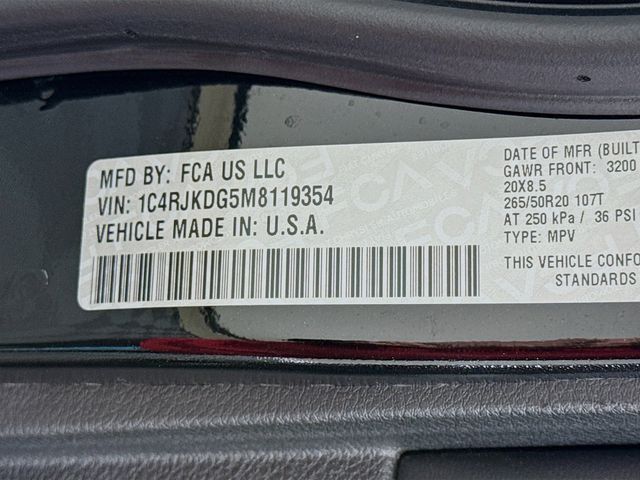 MFD BY: FCA US LLC
VIN: 1C4RJKDG5M8119354
VEHICLE MADE IN: U.S.A.
DATE OF MFR (BUILT
GAWR FRONT: 3200
20X8.5
265/50R20 107T
AT 250 kPa / 36 PSI
TYPE: MPV
THIS VEHICLE CONFO
STANDARDS